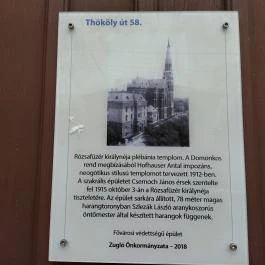 Thököly út 58.
Rózsafüzér királynéja plébánia templom. A Domonkos
rend megbízásából Hofhauser Antal impozáns,
neogótikus stílusú templomot tervezett 1912-ben.
A szakrális épületet Csernoch János érsek szentelte
fel 1915 október 3-án a Rózsafüzér királynéja
tiszteletére. Az épület sarkára állított, 78 méter magas
harangtoronyban Szlezák László aranykoszorús
öntőmester által készített harangok függenek.
Fővárosi védettségű épület
Zugló Önkormányzata – 2018